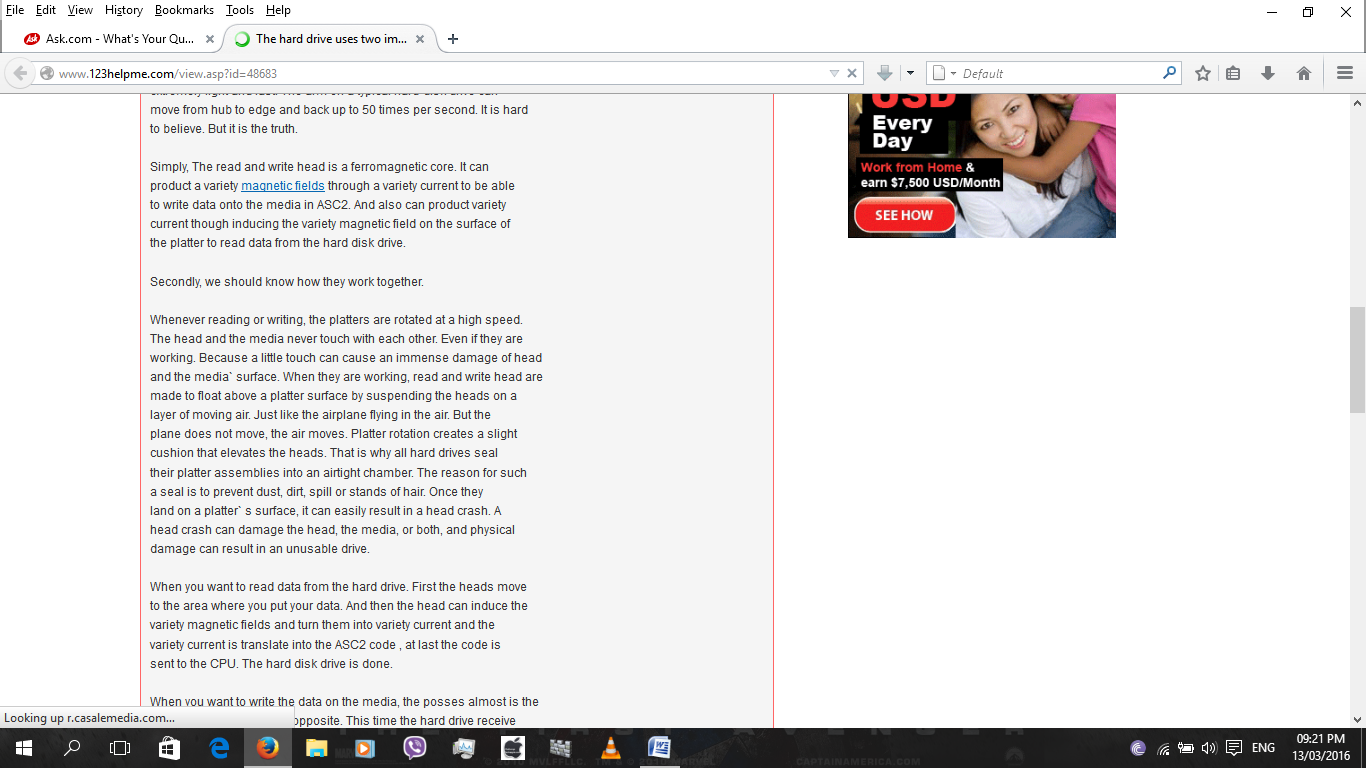 File Edit View History Bookmarks Tools Help
Ask Ask.com - What's Your Qu... The hard drive uses two im...
www.123helpme.com/view.asp?id=48683 Default
move from hub to edge and back up to 50 times per second. It is hard
to believe. But it is the truth.
Simply, The read and write head is a ferromagnetic core. It can
product a variety magnetic fields through a variety current to be able
to write data onto the media in ASC2. And also can product variety
current though inducing the variety magnetic field on the surface of
the platter to read data from the hard disk drive.
Secondly, we should know how they work together.
Whenever reading or writing, the platters are rotated at a high speed.
The head and the media never touch with each other. Even if they are
working. Because a little touch can cause an immense damage of head
and the media` surface. When they are working, read and write head are
made to float above a platter surface by suspending the heads on a
layer of moving air. Just like the airplane flying in the air. But the
plane does not move, the air moves. Platter rotation creates a slight
cushion that elevates the heads. That is why all hard drives seal
their platter assemblies into an airtight chamber. The reason for such
a seal is to prevent dust, dirt, spill or stands of hair. Once they
land on a platter` s surface, it can easily result in a head crash. A
head crash can damage the head, the media, or both, and physical
damage can result in an unusable drive.
When you want to read data from the hard drive. First the heads move
to the area where you put your data. And then the head can induce the
variety magnetic fields and turn them into variety current and the
variety current is translate into the ASC2 code , at last the code is
sent to the CPU. The hard disk drive is done.
When you want to write the data on the media, the posses almost is the
opposite. This time the hard drive receive
USD
Every
Day
Work from Home &
earn $7,500 USD/Month
SEE HOW
Looking up r.casalemedia.com...
ENG
09:21 PM
13/03/2016
CAPTAINAMERICA.COM